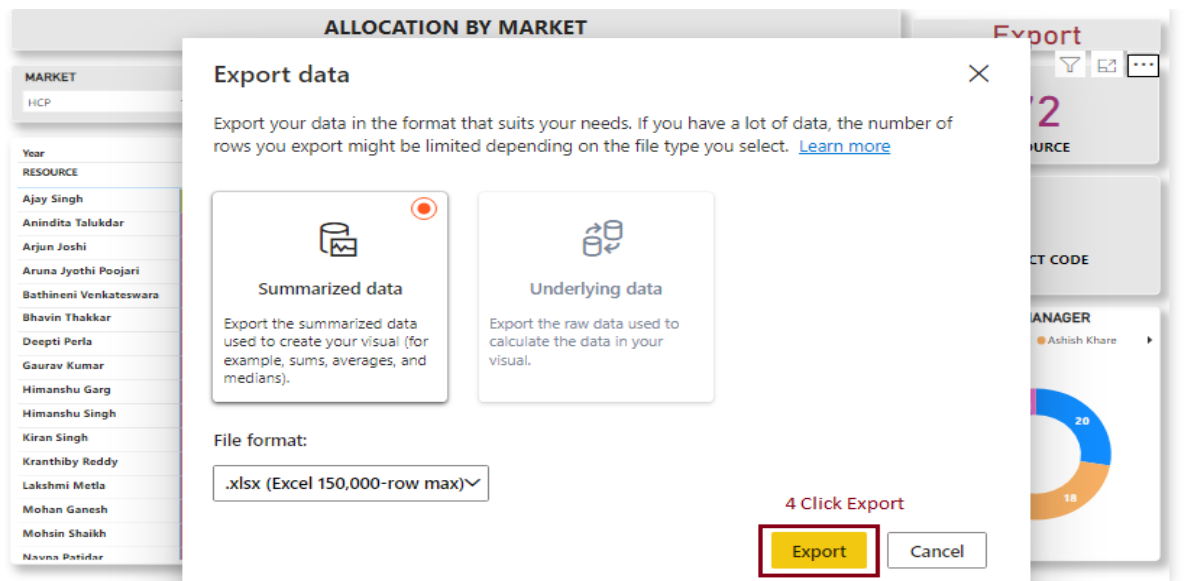 ALLOCATION BY MARKET
Export
MARKET
HCP
Year
RESOURCE
Ajay Singh
Anindita Talukdar
Arjun Joshi
Aruna Jyothi Poojari
Bathineni Venkateswara
Bhavin Thakkar
Deepti Perla
Gaurav Kumar
Himanshu Garg
Himanshu Singh
Kiran Singh
Kranthiby Reddy
Lakshmi Metla
Mohan Ganesh
Mohsin Shaikh
Nayna Patidar
Export data
Export your data in the format that suits your needs. If you have a lot of data, the number of
rows you export might be limited depending on the file type you select. Learn more
Summarized data
Export the summarized data
used to create your visual (for
example, sums, averages, and
medians).
Underlying data
Export the raw data used to
calculate the data in your
visual.
File format:
.xlsx (Excel 150,000-row max)
4 Click Export
Export
Cancel
2
OURCE
CT CODE
ANAGER
Ashish Khare
20
18